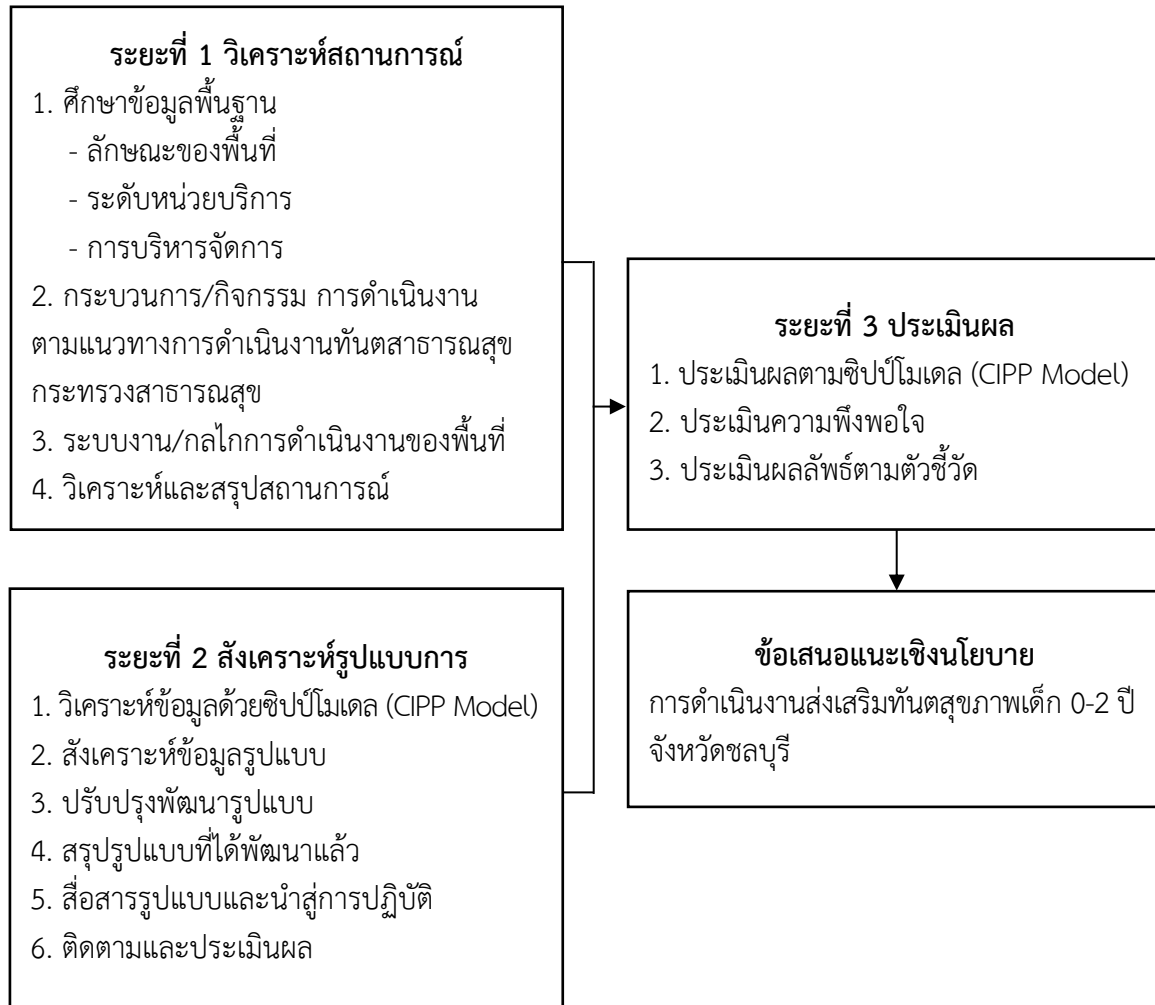 ระยะที่ 1 วิเคราะห์สถานการณ์
1. ศึกษาข้อมูลพื้นฐาน
- ลักษณะของพื้นที่
- ระดับหน่วยบริการ
- การบริหารจัดการ
2. กระบวนการ/กิจกรรม การดำเนินงาน
ตามแนวทางการดำเนินงานทันตสาธารณสุข
กระทรวงสาธารณสุข
3. ระบบงาน/กลไกการดำเนินงานของพื้นที่
4. วิเคราะห์และสรุปสถานการณ์
ระยะที่ 2 สังเคราะห์รูปแบบการ
1. วิเคราะห์ข้อมูลด้วยซิปป์โมเดล (CIPP Model)
2. สังเคราะห์ข้อมูลรูปแบบ
3. ปรับปรุงพัฒนารูปแบบ
4. สรุปรูปแบบที่ได้พัฒนาแล้ว
5. สื่อสารรูปแบบและนำสู่การปฏิบัติ
6. ติดตามและประเมินผล
ระยะที่ 3 ประเมินผล
1. ประเมินผลตามซิปป์โมเดล (CIPP Model)
2. ประเมินความพึงพอใจ
3. ประเมินผลลัพธ์ตามตัวชี้วัด
ข้อเสนอแนะเชิงนโยบาย
การดำเนินงานส่งเสริมทันตสุขภาพเด็ก 0-2 ปี
จังหวัดชลบุรี